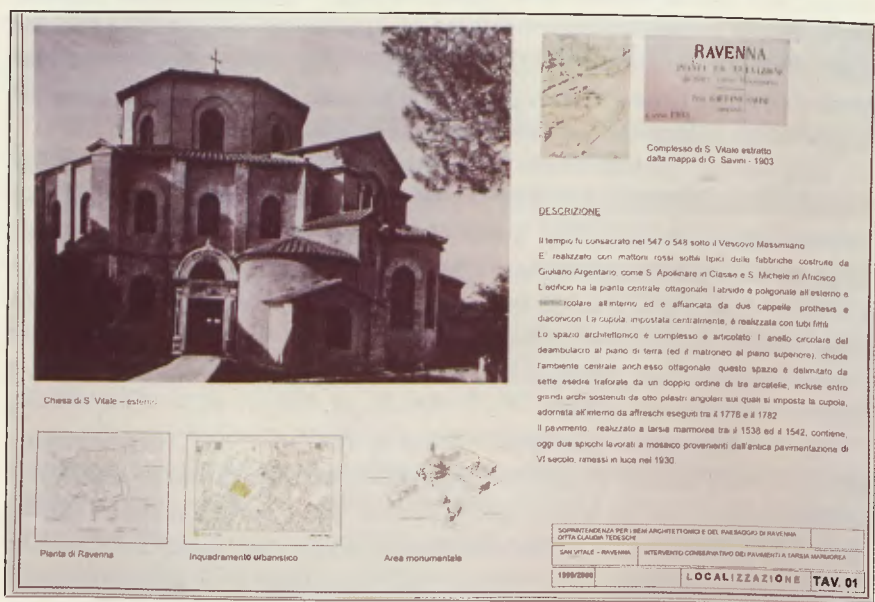 RAVENNA
Complesso di S. Vitale estratto
dalla mappa di G. Savini - 1903
DESCRIZIONE
Il tempio fu consacrato nel 547 o 548 sotto il Vescovo Massimiano
E' realizzato con mattoni rossi sottili tipici delle fabbriche costruite da
Giuliano Argentario come S. Apollinare in Classe e S. Michele in Africisco
L'edificio ha la pianta centrale ottagonale l'abside è poligonale all'esterno e
semicircolare all'interno ed è affiancata da due cappelle prothesis e
diaconicon La cupola, impostata centralmente, è realizzata con tubi fittili
Lo spazio architettonico è complesso e articolato l'anello circolare del
deambulacro al piano di terra (ed il matroneo al piano superiore), chiude
l'ambiente centrale anch'esso ottagonale questo spazio è delimitato da
sette esedre traforate da un doppio ordine di tre arcatelle, incluse entro
grandi archi sostenuti da otto pilastri angolari sui quali si imposta la cupola,
adornata all'interno da affreschi eseguiti tra il 1778 e il 1782
Il pavimento, realizzato a tarsia marmorea tra il 1538 ed il 1542, contiene,
oggi due spicchi lavorati a mosaico provenienti dall'antica pavimentazione di
VI secolo, rimessi in luce nel 1930
Chiesa di S. Vitale – esterno
Pianta di Ravenna
Inquadramento urbanistico
Area monumentale
SOPRINTENDENZA PER I BENI ARCHITETTONICI E DEL PAESAGGIO DI RAVENNA
DITTA CLAUDIA TEDESCHI
SAN VITALE - RAVENNA
INTERVENTO CONSERVATIVO DEI PAVIMENTI A TARSIA MARMOREA
1999/2000
LOCALIZZAZIONE
TAV. 01